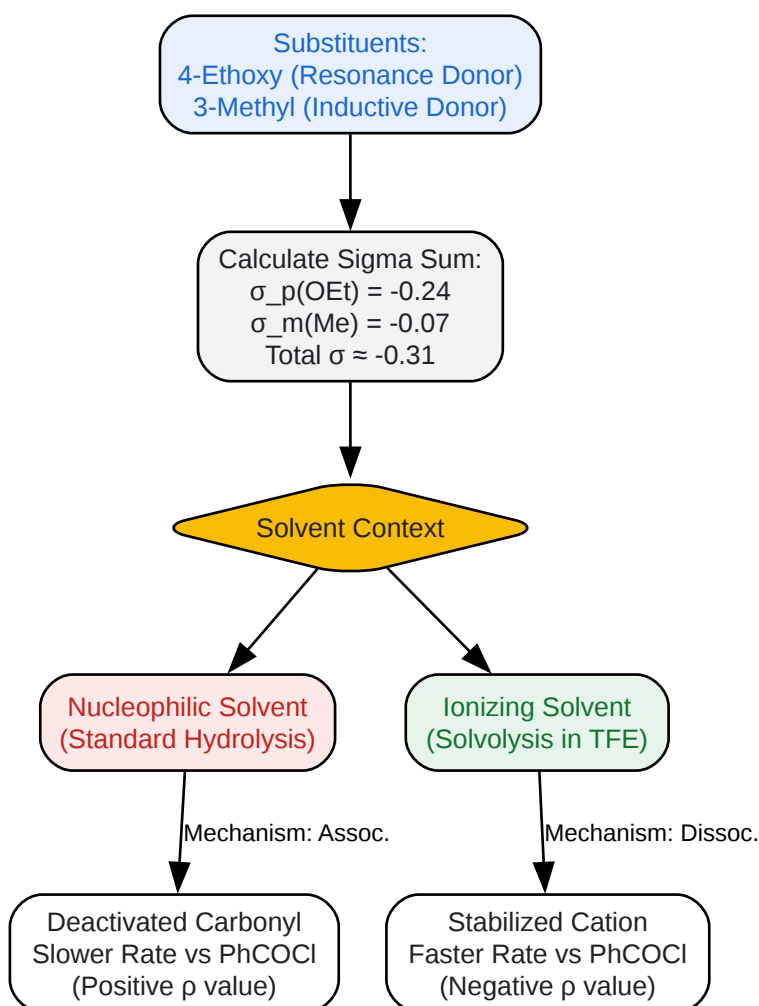 Substituents:
4-Ethoxy (Resonance Donor)
3-Methyl (Inductive Donor)
Calculate Sigma Sum:
σ_p(OEt) = -0.24
σ_m(Me) = -0.07
Total σ ≈ -0.31
Solvent Context
Nucleophilic Solvent
(Standard Hydrolysis)
Ionizing Solvent
(Solvolysis in TFE)
Mechanism: Assoc.
Mechanism: Dissoc.
Deactivated Carbonyl
Slower Rate vs PhCOCl
(Positive ρ value)
Stabilized Cation
Faster Rate vs PhCOCl
(Negative ρ value)